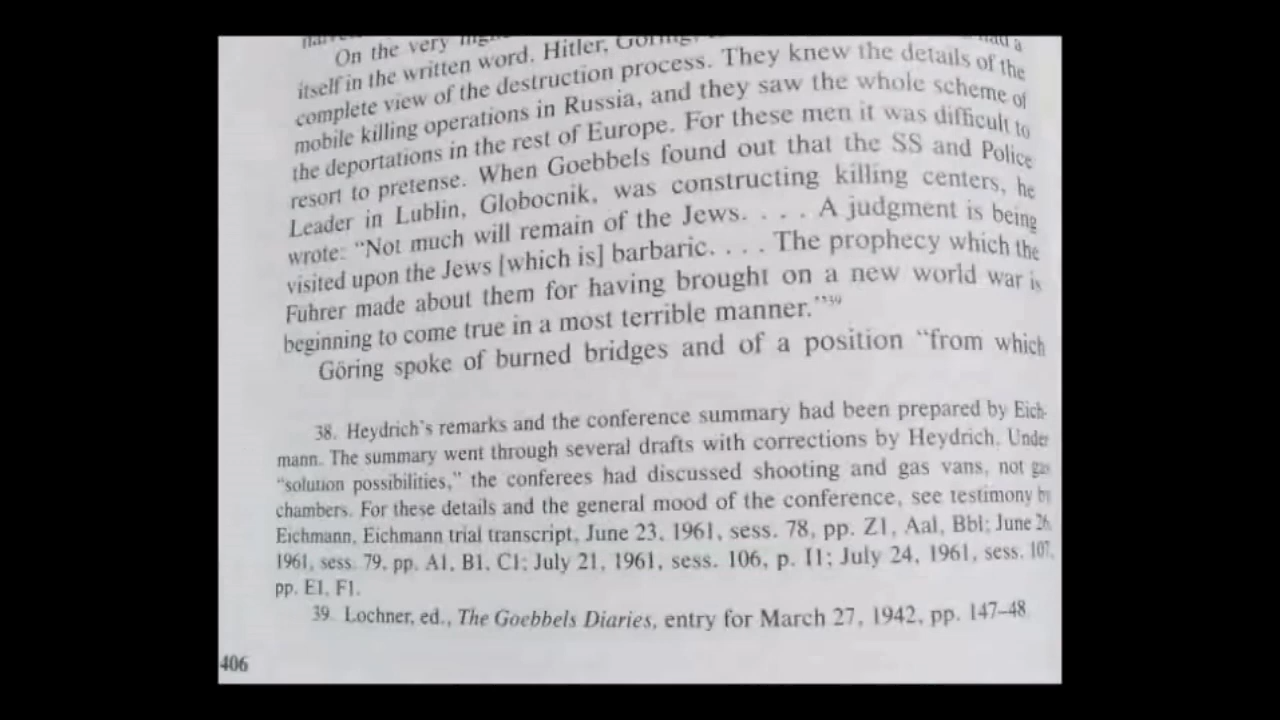 On the very
itself in the written word. Hitler, Göring, had a
complete view of the destruction process. They knew the details of the
mobile killing operations in Russia, and they saw the whole scheme of
the deportations in the rest of Europe. For these men it was difficult to
resort to pretense. When Goebbels found out that the SS and Police
Leader in Lublin, Globocnik, was constructing killing centers, he
wrote: “Not much will remain of the Jews. . . . A judgment is being
visited upon the Jews [which is] barbaric. . . . The prophecy which the
Fuhrer made about them for having brought on a new world war is
beginning to come true in a most terrible manner.”39
Göring spoke of burned bridges and of a position “from which
38. Heydrich's remarks and the conference summary had been prepared by Eich-
mann. The summary went through several drafts with corrections by Heydrich. Under
“solution possibilities,” the conferees had discussed shooting and gas vans, not gas
chambers. For these details and the general mood of the conference, see testimony by
Eichmann, Eichmann trial transcript, June 23, 1961, sess. 78, pp. Z1, Aa1, Bb1; June 26,
1961, sess. 79, pp. A1, B1, C1; July 21, 1961, sess. 106, p. I1; July 24, 1961, sess. 107,
pp. E1, F1.
39. Lochner, ed., The Goebbels Diaries, entry for March 27, 1942, pp. 147–48
406